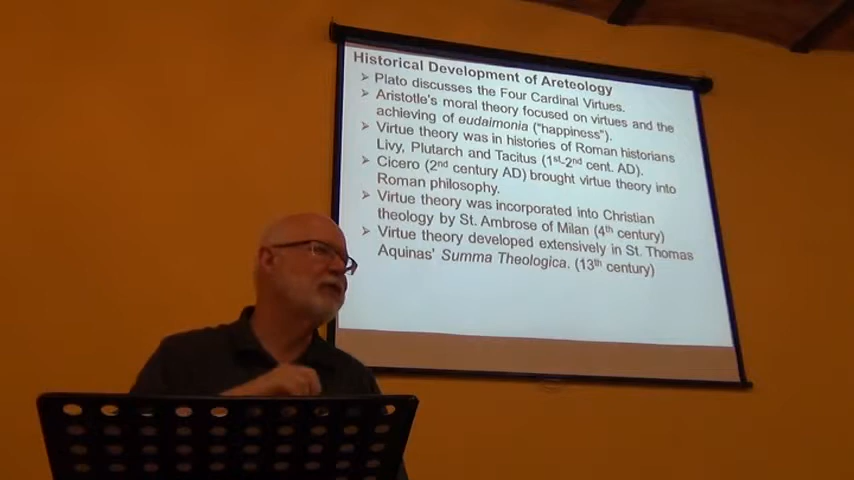 Historical Development of Areteology
➢ Plato discusses the Four Cardinal Virtues.
➢ Aristotle's moral theory focused on virtues and the
achieving of eudaimonia ("happiness").
➢ Virtue theory was in histories of Roman historians
Livy, Plutarch and Tacitus (1st-2nd cent. AD).
➢ Cicero (2nd century AD) brought virtue theory into
Roman philosophy.
➢ Virtue theory was incorporated into Christian
theology by St. Ambrose of Milan (4th century)
➢ Virtue theory developed extensively in St. Thomas
Aquinas' Summa Theologica. (13th century)